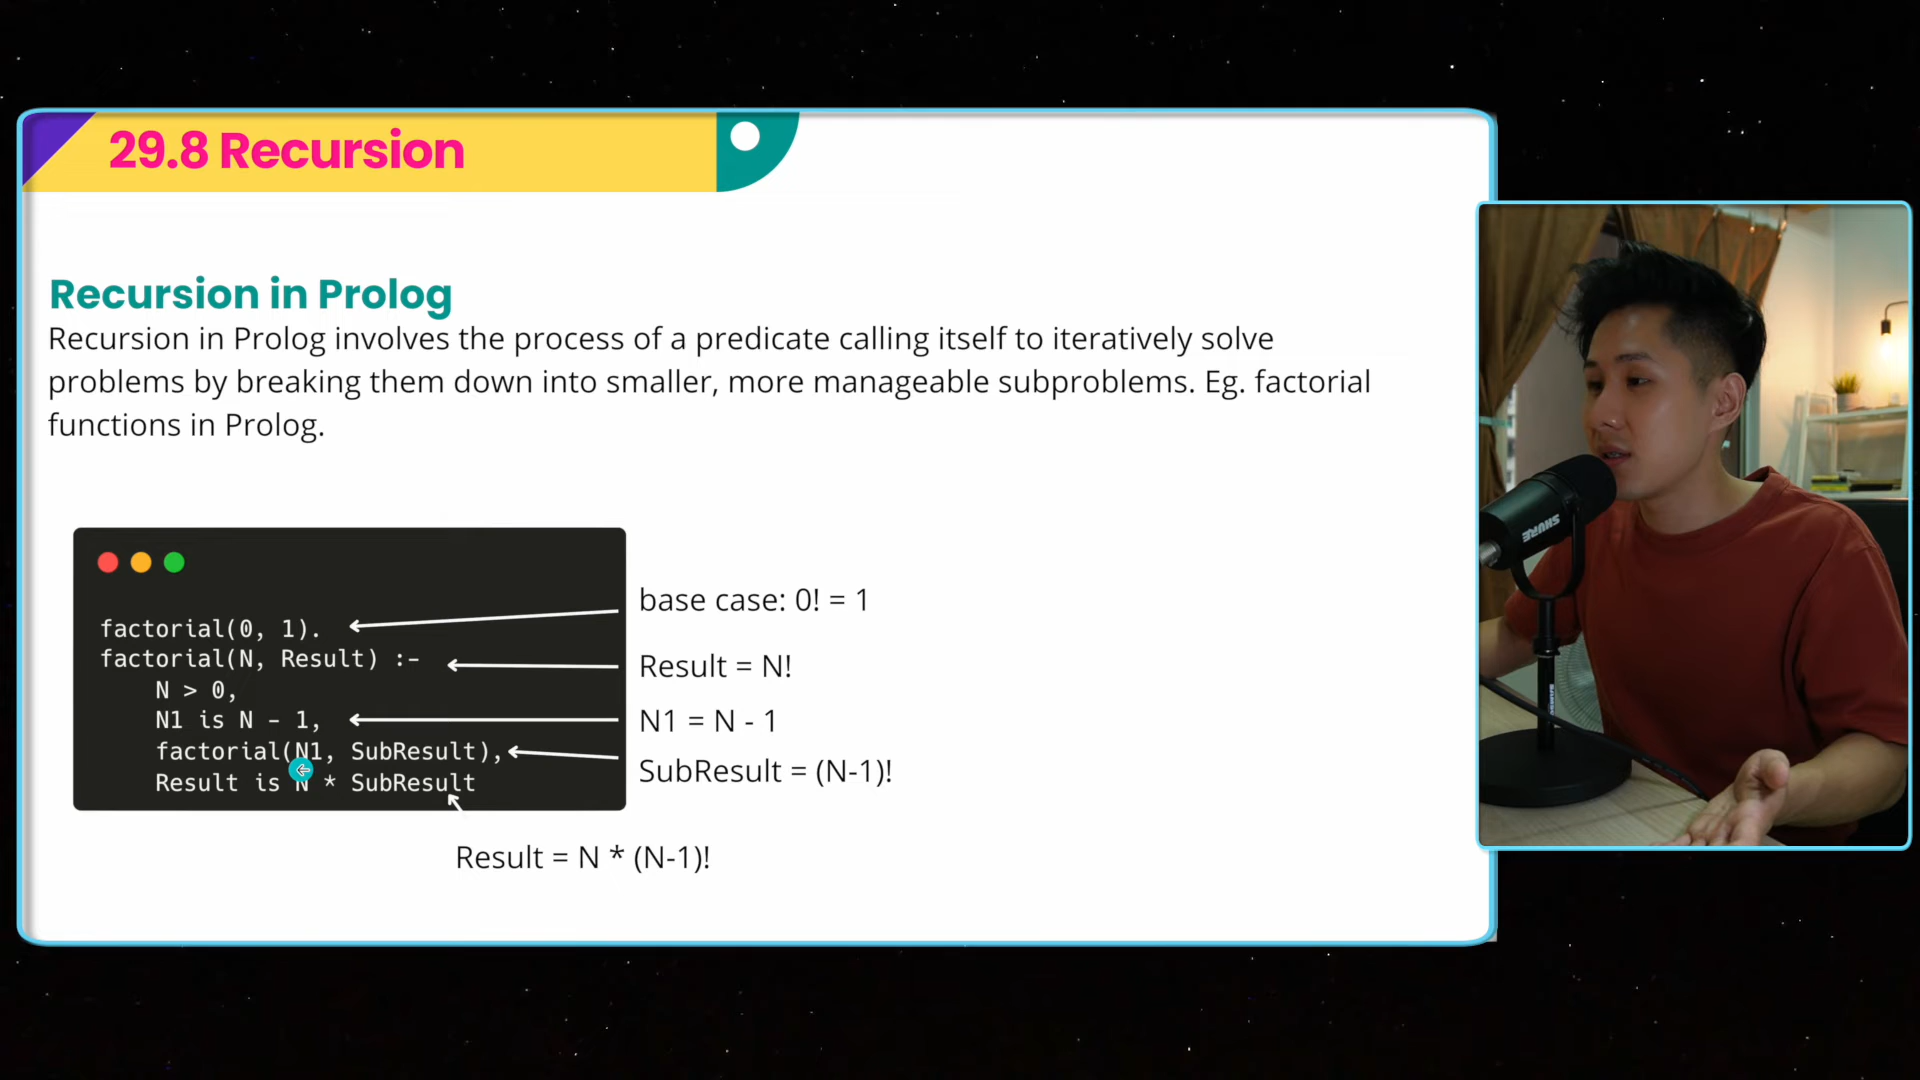 29.8 Recursion
Recursion in Prolog
Recursion in Prolog involves the process of a predicate calling itself to iteratively solve
problems by breaking them down into smaller, more manageable subproblems. Eg. factorial
functions in Prolog.
factorial(0, 1).
factorial(N, Result) :-
N > 0,
N1 is N - 1,
factorial(N1, SubResult),
Result is N * SubResult
base case: 0! = 1
Result = N!
N1 = N - 1
SubResult = (N-1)!
Result = N * (N-1)!
SHURE